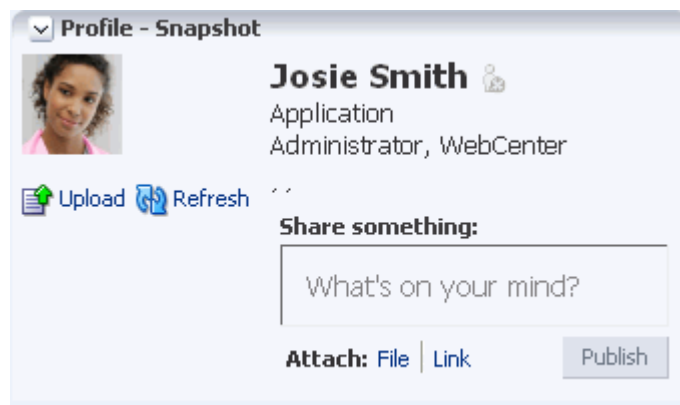 Profile - Snapshot
Josie Smith
Application
Administrator, WebCenter
Upload Refresh
, ,
Share something:
What's on your mind?
Attach: File | Link
Publish